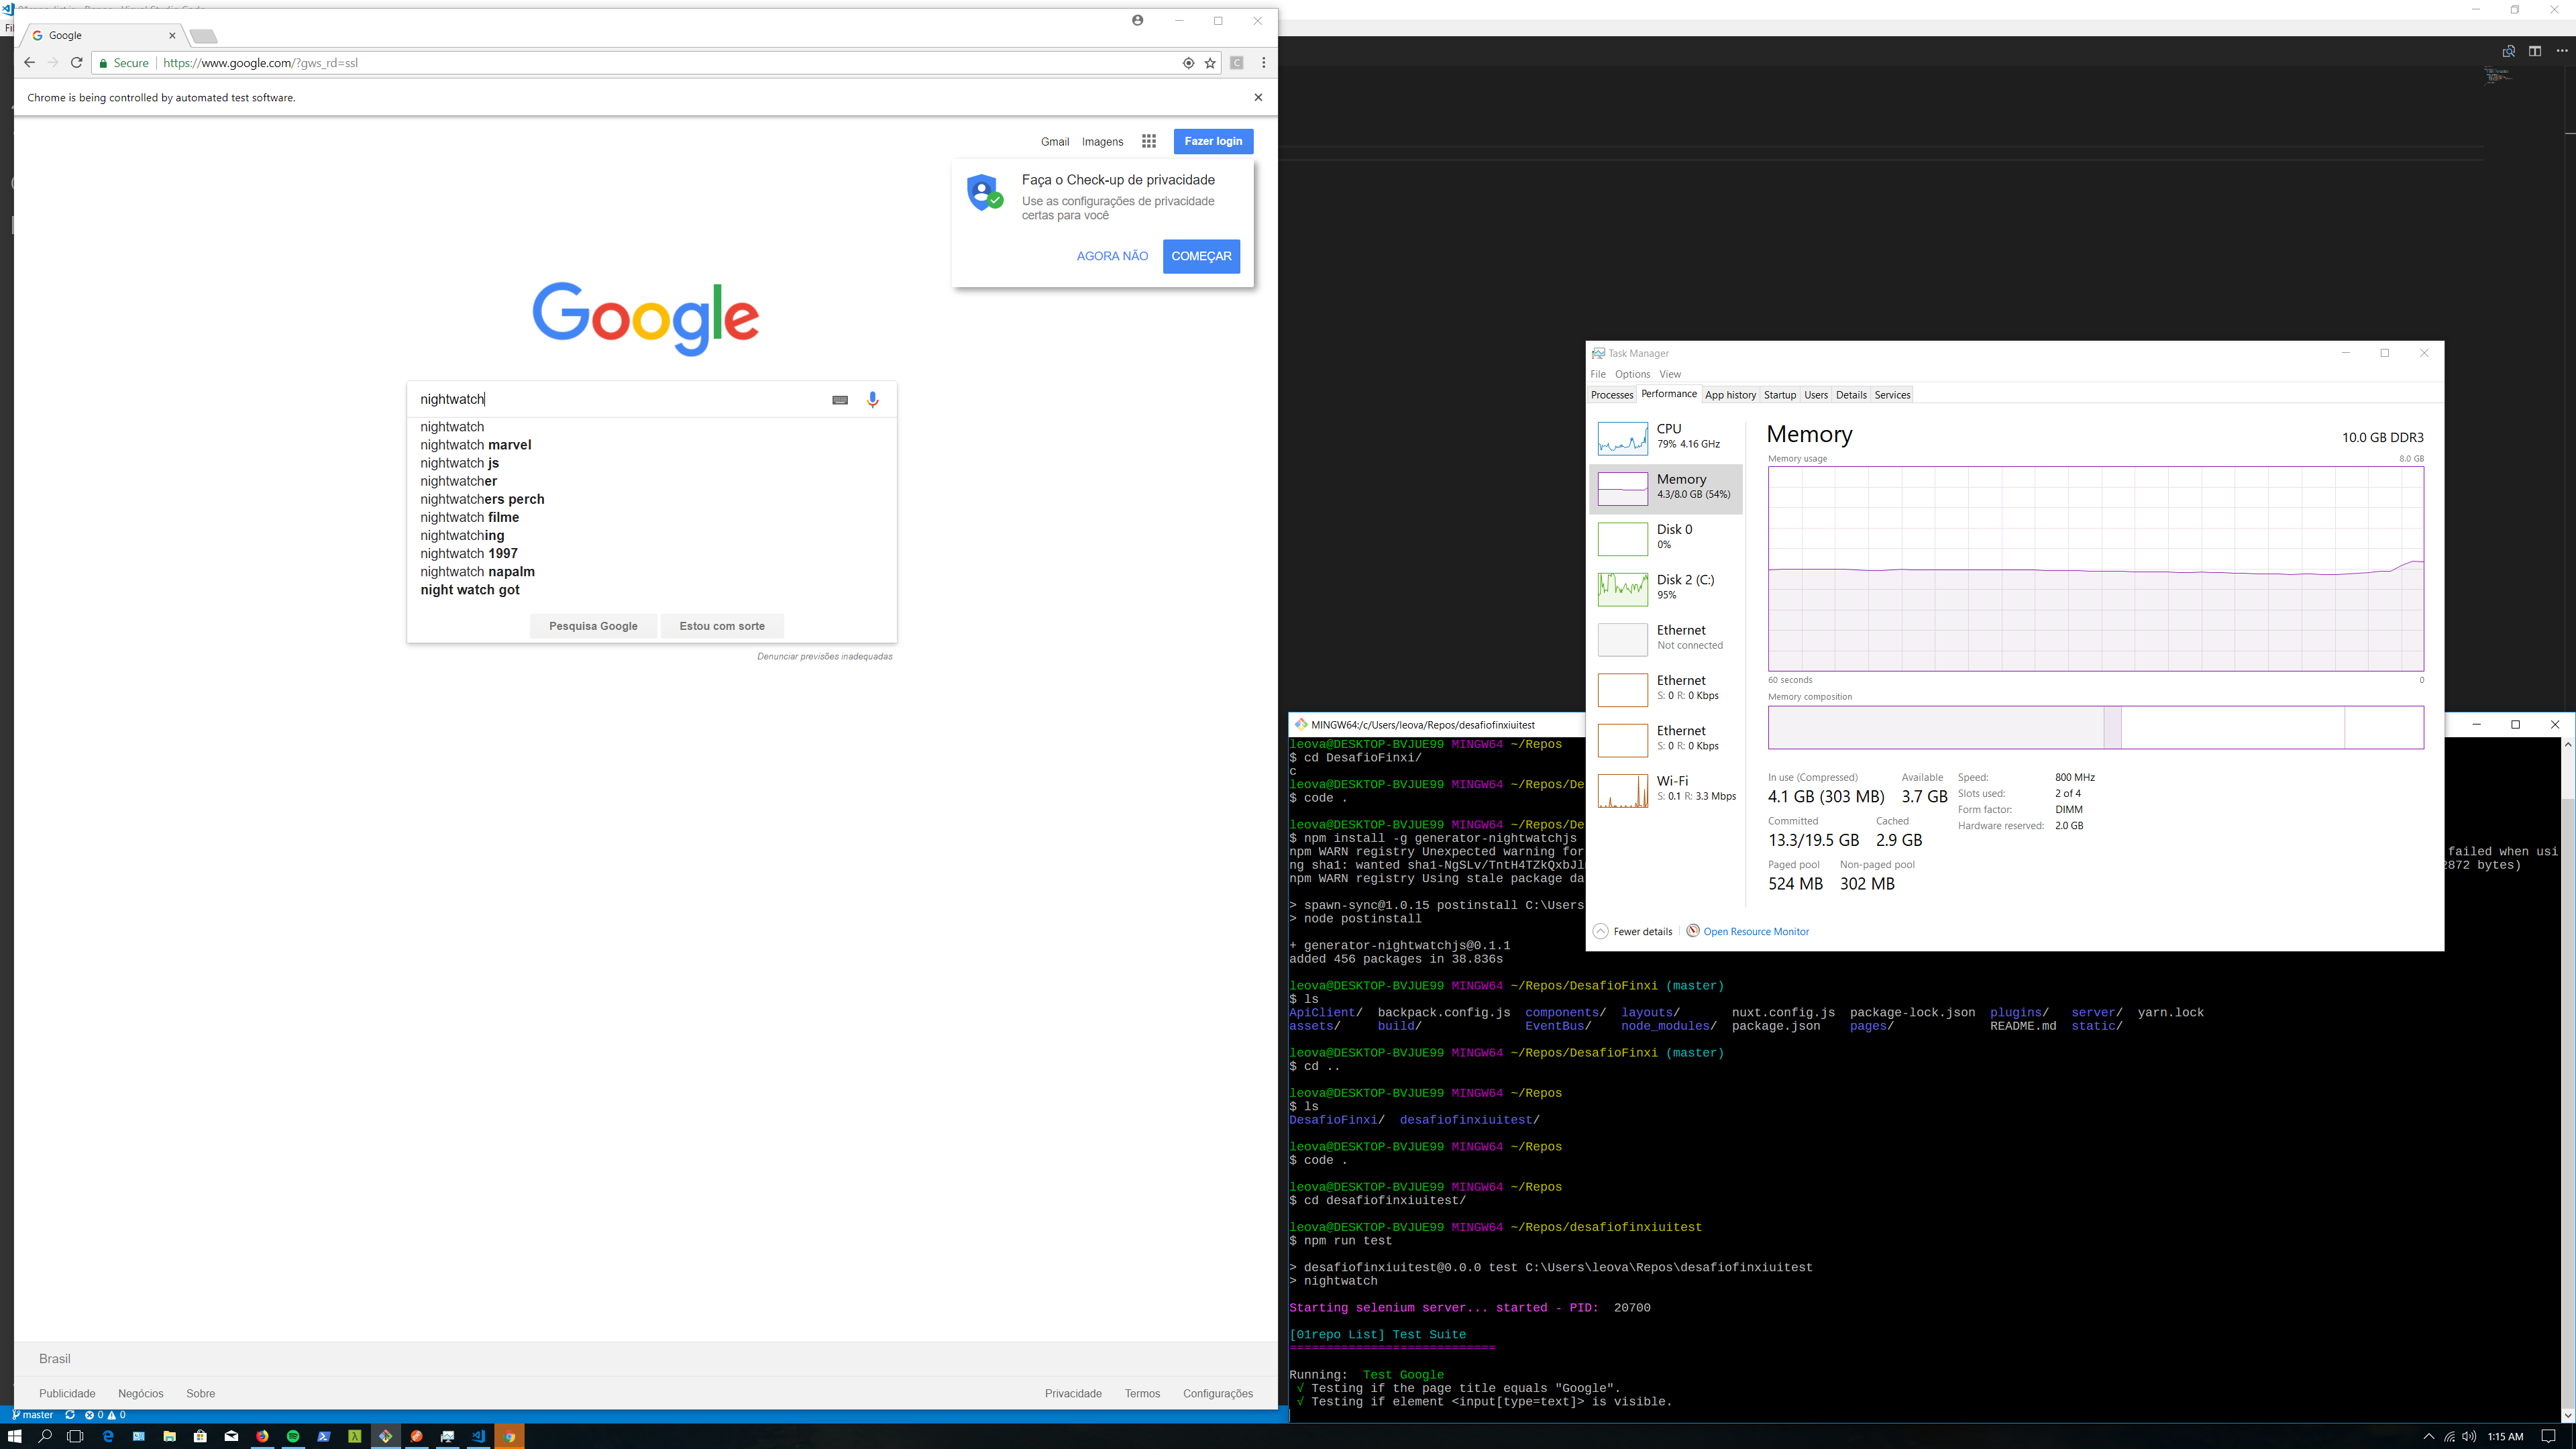 Google
Secure
https://www.google.com/?gws_rd=ssl
Chrome is being controlled by automated test software.
Gmail Imagens Fazer login
Faça o Check-up de privacidade
Use as configurações de privacidade
certas para você
AGORA NÃO COMEÇAR
Google
nightwatch
nightwatch
nightwatch marvel
nightwatch js
nightwatcher
nightwatchers perch
nightwatch filme
nightwatching
nightwatch 1997
nightwatch napalm
night watch got
Pesquisa Google Estou com sorte
Denunciar previsões inadequadas
Brasil
Publicidade Negócios Sobre
Privacidade Termos Configurações
master 0 0
Task Manager
File Options View
Processes Performance App history Startup Users Details Services
CPU
79% 4.16 GHz
Memory
4.3/8.0 GB (54%)
Disk 0
0%
Disk 2 (C:)
95%
Ethernet
Not connected
Ethernet
S: 0 R: 0 Kbps
Ethernet
S: 0 R: 0 Kbps
Wi-Fi
S: 0.1 R: 3.3 Mbps
Memory 10.0 GB DDR3
Memory usage 8.0 GB
60 seconds 0
Memory composition
In use (Compressed) Available
4.1 GB (303 MB) 3.7 GB
Committed Cached
13.3/19.5 GB 2.9 GB
Paged pool Non-paged pool
524 MB 302 MB
Speed: 800 MHz
Slots used: 2 of 4
Form factor: DIMM
Hardware reserved: 2.0 GB
Fewer details Open Resource Monitor
MINGW64:/c/Users/leova/Repos/desafiofinxiuitest
leova@DESKTOP-BVJUE99 MINGW64 ~/Repos
$ cd DesafioFinxi/
c
leova@DESKTOP-BVJUE99 MINGW64 ~/Repos/De
$ code .
leova@DESKTOP-BVJUE99 MINGW64 ~/Repos/De
$ npm install -g generator-nightwatchjs
npm WARN registry Unexpected warning for failed when usi
ng sha1: wanted 2872 bytes)
npm WARN registry Using stale package da
> spawn-sync@1.0.15 postinstall C:\Users
> node postinstall
+ generator-nightwatchjs@0.1.1
added 456 packages in 38.836s
leova@DESKTOP-BVJUE99 MINGW64 ~/Repos/DesafioFinxi (master)
$ ls
ApiClient/ backpack.config.js components/ layouts/ nuxt.config.js package-lock.json plugins/ server/ yarn.lock
assets/ build/ EventBus/ node_modules/ package.json pages/ README.md static/
leova@DESKTOP-BVJUE99 MINGW64 ~/Repos/DesafioFinxi (master)
$ cd ..
leova@DESKTOP-BVJUE99 MINGW64 ~/Repos
$ ls
DesafioFinxi/ desafiofinxiuitest/
leova@DESKTOP-BVJUE99 MINGW64 ~/Repos
$ code .
leova@DESKTOP-BVJUE99 MINGW64 ~/Repos
$ cd desafiofinxiuitest/
leova@DESKTOP-BVJUE99 MINGW64 ~/Repos/desafiofinxiuitest
$ npm run test
> desafiofinxiuitest@0.0.0 test C:\Users\leova\Repos\desafiofinxiuitest
> nightwatch
Starting selenium server... started - PID: 20700
[01repo List] Test Suite
============================
Running: Test Google
√ Testing if the page title equals "Google".
√ Testing if element <input[type=text]> is visible.
1:15 AM